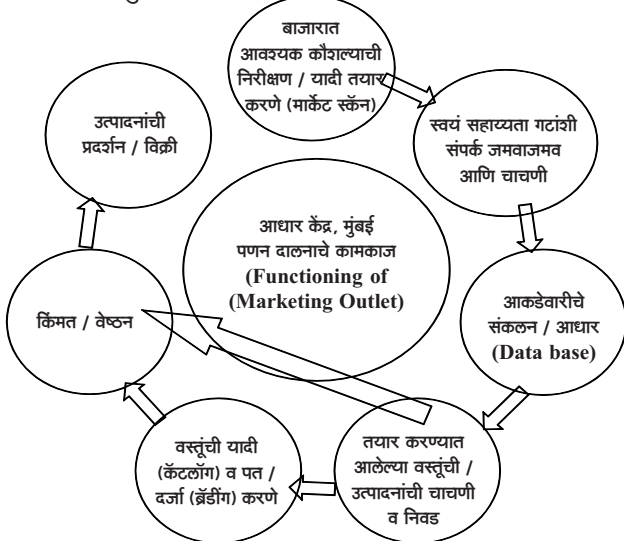 बाजारात
आवश्यक कौशल्याची
निरीक्षण / यादी तयार
करणे (मार्केट स्कॅन)
स्वयं सहाय्यता गटांशी
संपर्क जमवाजमव
आणि चाचणी
आकडेवारीचे
संकलन / आधार
(Data base)
तयार करण्यात
आलेल्या वस्तूंची /
उत्पादनांची चाचणी
व निवड
वस्तूंची यादी
(कॅटलॉग) व पत /
दर्जा (ब्रॅडींग) करणे
किंमत / वेष्ठन
उत्पादनांची
प्रदर्शन / विक्री
आधार केंद्र, मुंबई
पणन दालनाचे कामकाज
(Functioning of
(Marketing Outlet)